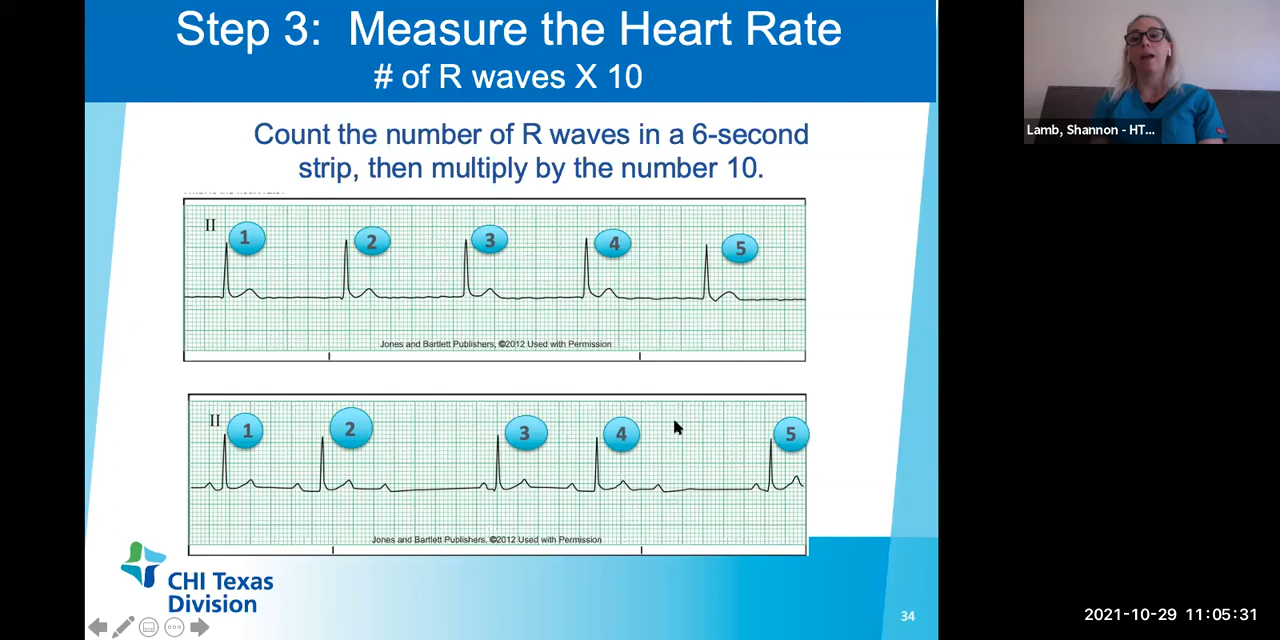 Step 3: Measure the Heart Rate
# of R waves X 10
Count the number of R waves in a 6-second
strip, then multiply by the number 10.
II
1
2
3
4
5
Jones and Bartlett Publishers, ©2012 Used with Permission
II
1
2
3
4
5
Jones and Bartlett Publishers, ©2012 Used with Permission
CHI Texas
Division
34
Lamb, Shannon - HT...
2021-10-29 11:05:31